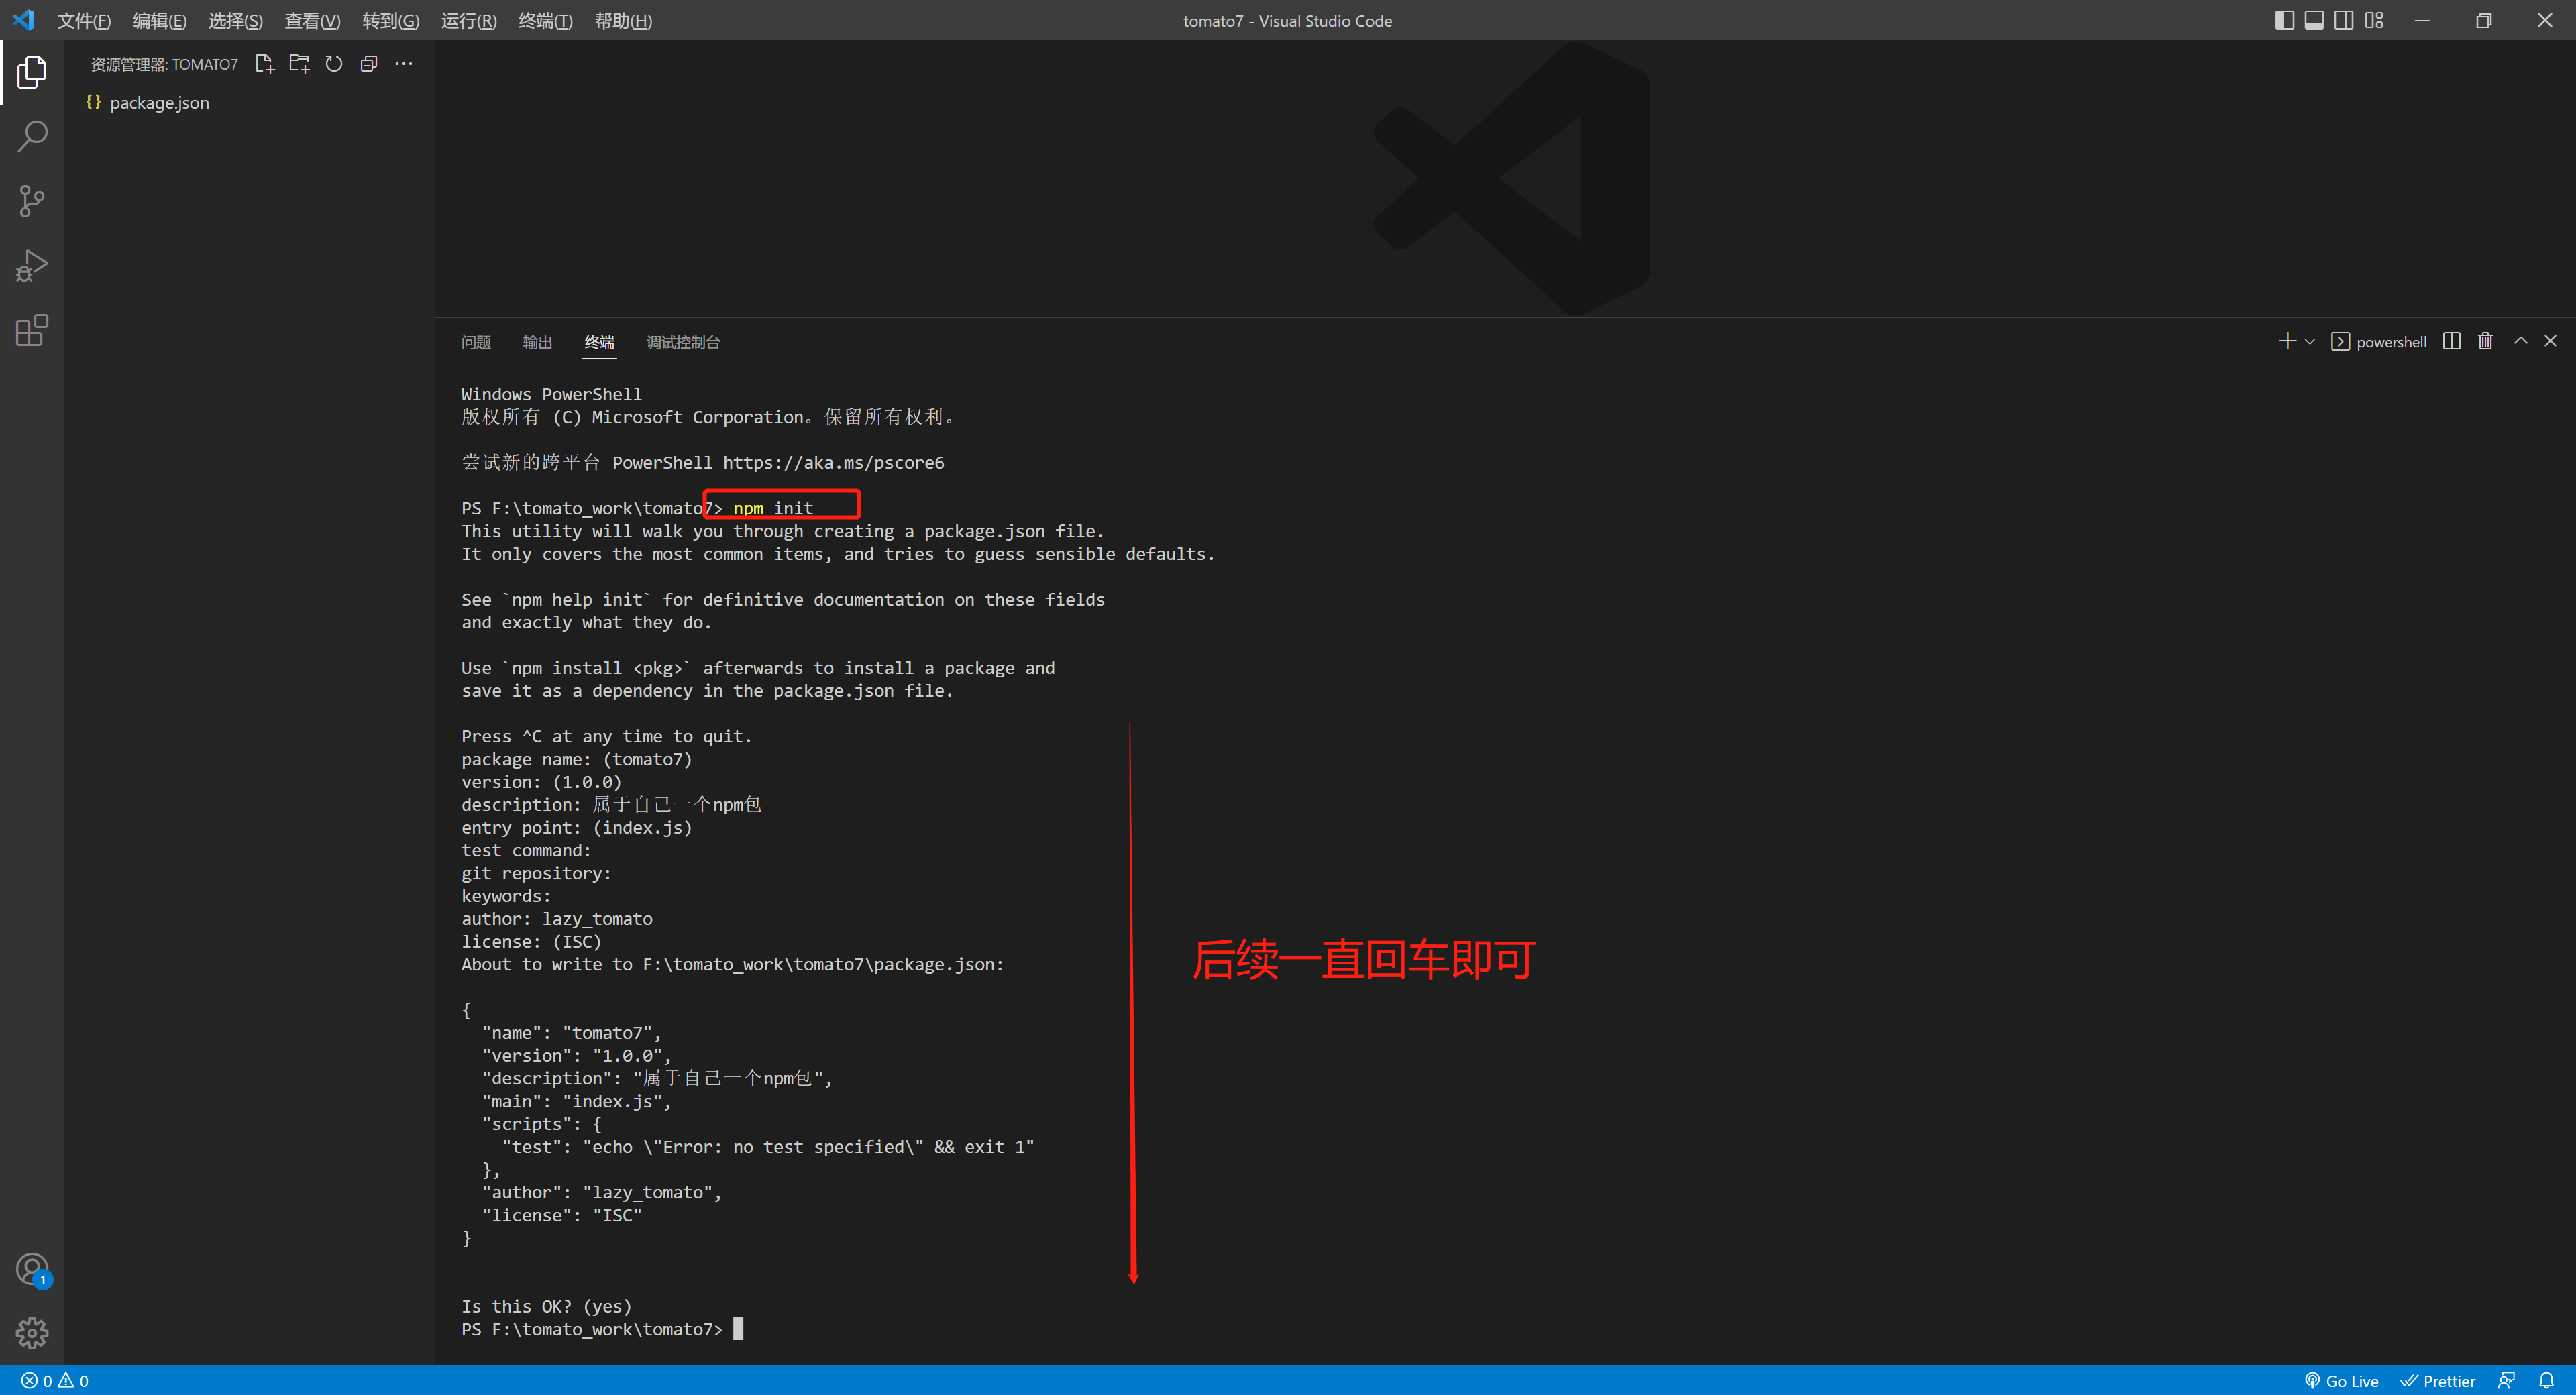 文件(F) 编辑(E) 选择(S) 查看(V) 转到(G) 运行(R) 终端(T) 帮助(H)
tomato7 - Visual Studio Code
资源管理器: TOMATO7
{} package.json
问题 输出 终端 调试控制台
powershell
Windows PowerShell
版权所有 (C) Microsoft Corporation。保留所有权利。
尝试新的跨平台 PowerShell https://aka.ms/pscore6
PS F:\tomato_work\tomato7> npm init
This utility will walk you through creating a package.json file.
It only covers the most common items, and tries to guess sensible defaults.
See `npm help init` for definitive documentation on these fields
and exactly what they do.
Use `npm install <pkg>` afterwards to install a package and
save it as a dependency in the package.json file.
Press ^C at any time to quit.
package name: (tomato7)
version: (1.0.0)
description: 属于自己一个npm包
entry point: (index.js)
test command:
git repository:
keywords:
author: lazy_tomato
license: (ISC)
About to write to F:\tomato_work\tomato7\package.json:
后续一直回车即可
{
  "name": "tomato7",
  "version": "1.0.0",
  "description": "属于自己一个npm包",
  "main": "index.js",
  "scripts": {
    "test": "echo \"Error: no test specified\" && exit 1"
  },
  "author": "lazy_tomato",
  "license": "ISC"
}
Is this OK? (yes)
PS F:\tomato_work\tomato7>
1
0 0
Go Live Prettier